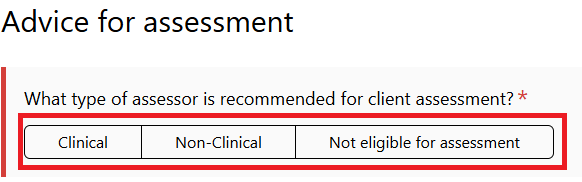 Advice for assessment
What type of assessor is recommended for client assessment? *
Clinical Non-Clinical Not eligible for assessment